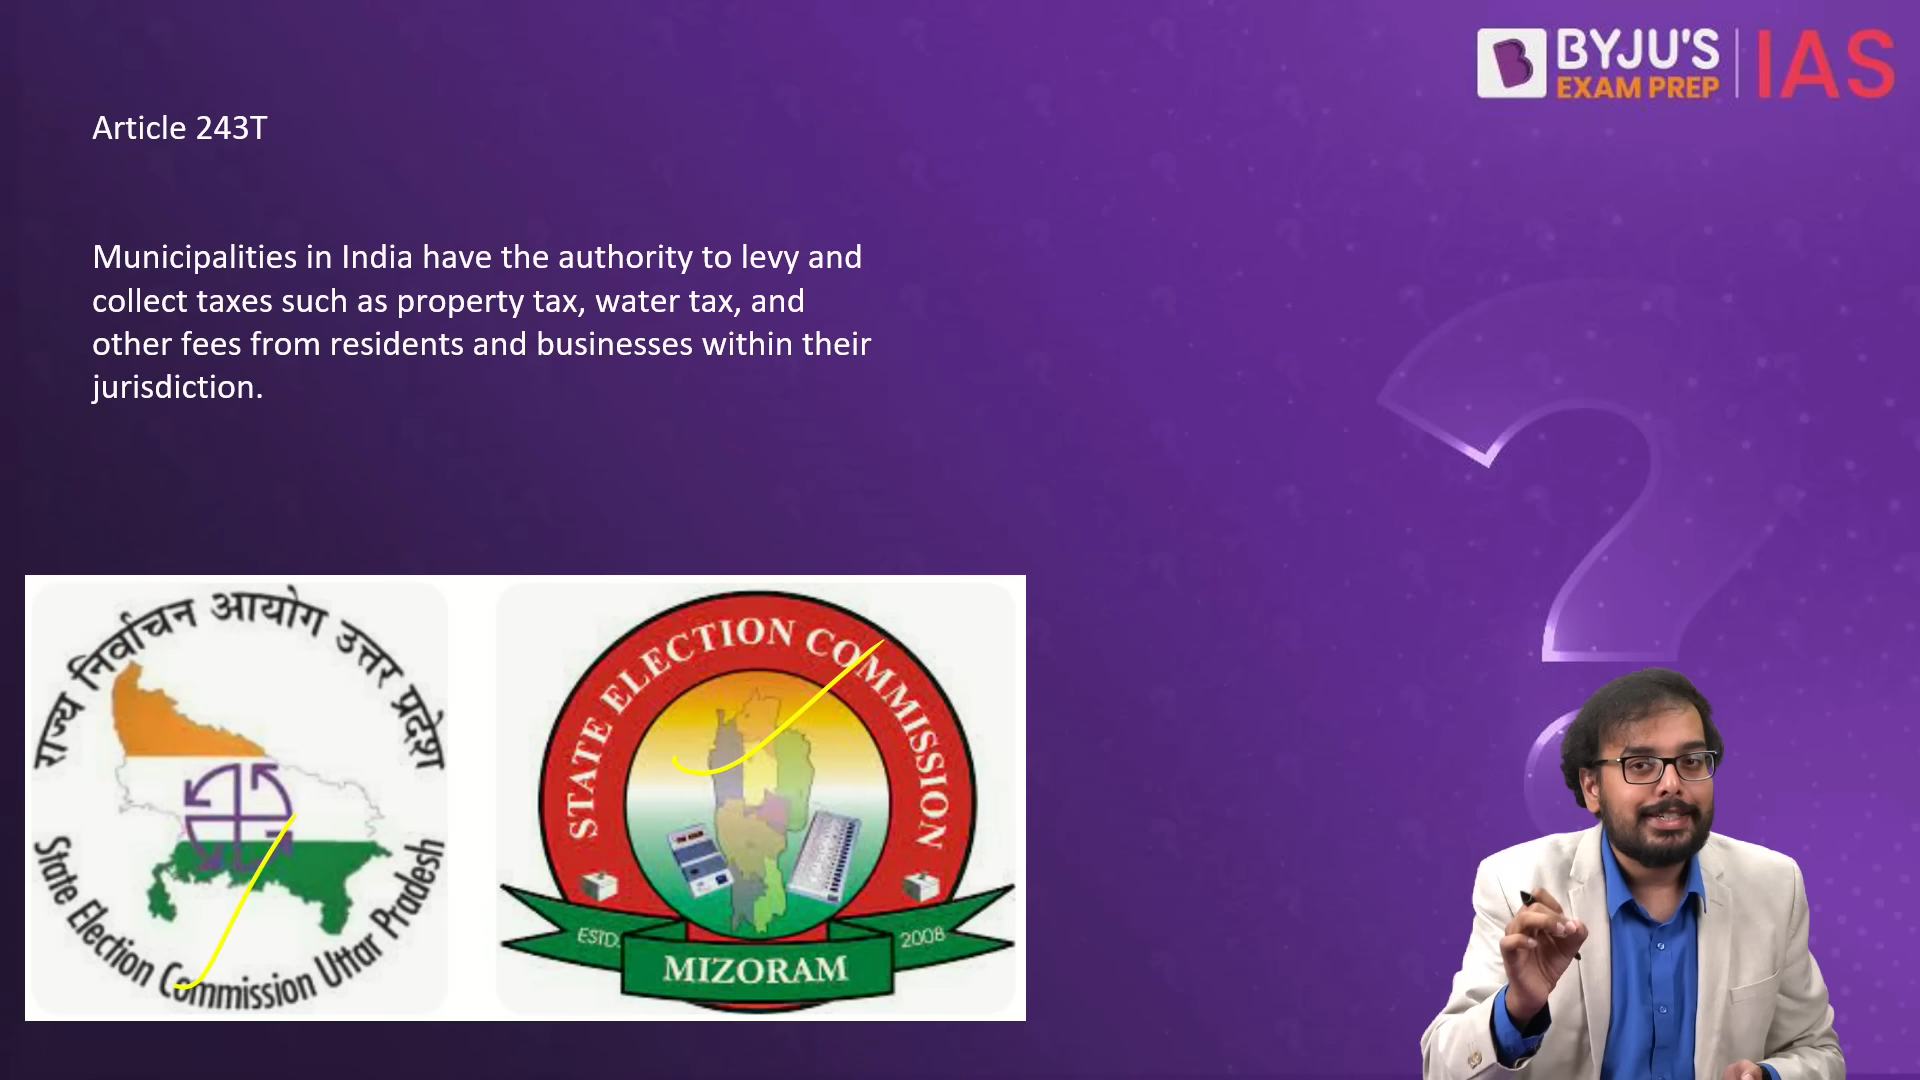 BYJU'S
EXAM PREP
IAS
Article 243T
Municipalities in India have the authority to levy and
collect taxes such as property tax, water tax, and
other fees from residents and businesses within their
jurisdiction.
राज्य निर्वाचन आयोग उत्तर प्रदेश
State Election Commission Uttar Pradesh
STATE ELECTION COMMISSION
ESTD. 2008
MIZORAM